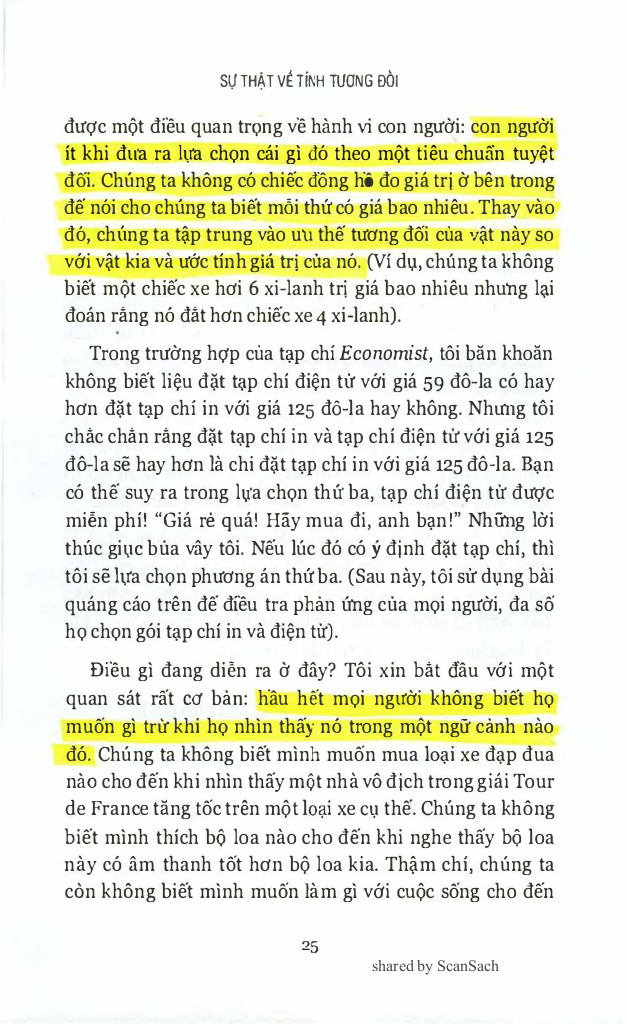 SỰ THẬT VỀ TÍNH TƯƠNG ĐỐI
được một điều quan trọng về hành vi con người: con người
ít khi đưa ra lựa chọn cái gì đó theo một tiêu chuẩn tuyệt
đối. Chúng ta không có chiếc đồng hồ đo giá trị ở bên trong
để nói cho chúng ta biết mỗi thứ có giá bao nhiêu. Thay vào
đó, chúng ta tập trung vào ưu thế tương đối của vật này so
với vật kia và ước tính giá trị của nó. (Ví dụ, chúng ta không
biết một chiếc xe hơi 6 xi-lanh trị giá bao nhiêu nhưng lại
đoán rằng nó đắt hơn chiếc xe 4 xi-lanh).
Trong trường hợp của tạp chí Economist, tôi băn khoăn
không biết liệu đặt tạp chí điện tử với giá 59 đô-la có hay
hơn đặt tạp chí in với giá 125 đô-la hay không. Nhưng tôi
chắc chắn rằng đặt tạp chí in và tạp chí điện tử với giá 125
đô-la sẽ hay hơn là chỉ đặt tạp chí in với giá 125 đô-la. Bạn
có thể suy ra trong lựa chọn thứ ba, tạp chí điện tử được
miễn phí! “Giá rẻ quá! Hãy mua đi, anh bạn!” Những lời
thúc giục bủa vây tôi. Nếu lúc đó có ý định đặt tạp chí, thì
tôi sẽ lựa chọn phương án thứ ba. (Sau này, tôi sử dụng bài
quảng cáo trên để điều tra phản ứng của mọi người, đa số
họ chọn gói tạp chí in và điện tử).
Điều gì đang diễn ra ở đây? Tôi xin bắt đầu với một
quan sát rất cơ bản: hầu hết mọi người không biết họ
muốn gì trừ khi họ nhìn thấy nó trong một ngữ cảnh nào
đó. Chúng ta không biết mình muốn mua loại xe đạp đua
nào cho đến khi nhìn thấy một nhà vô địch trong giải Tour
de France tăng tốc trên một loại xe cụ thể. Chúng ta không
biết mình thích bộ loa nào cho đến khi nghe thấy bộ loa
này có âm thanh tốt hơn bộ loa kia. Thậm chí, chúng ta
còn không biết mình muốn làm gì với cuộc sống cho đến
25
shared by ScanSach